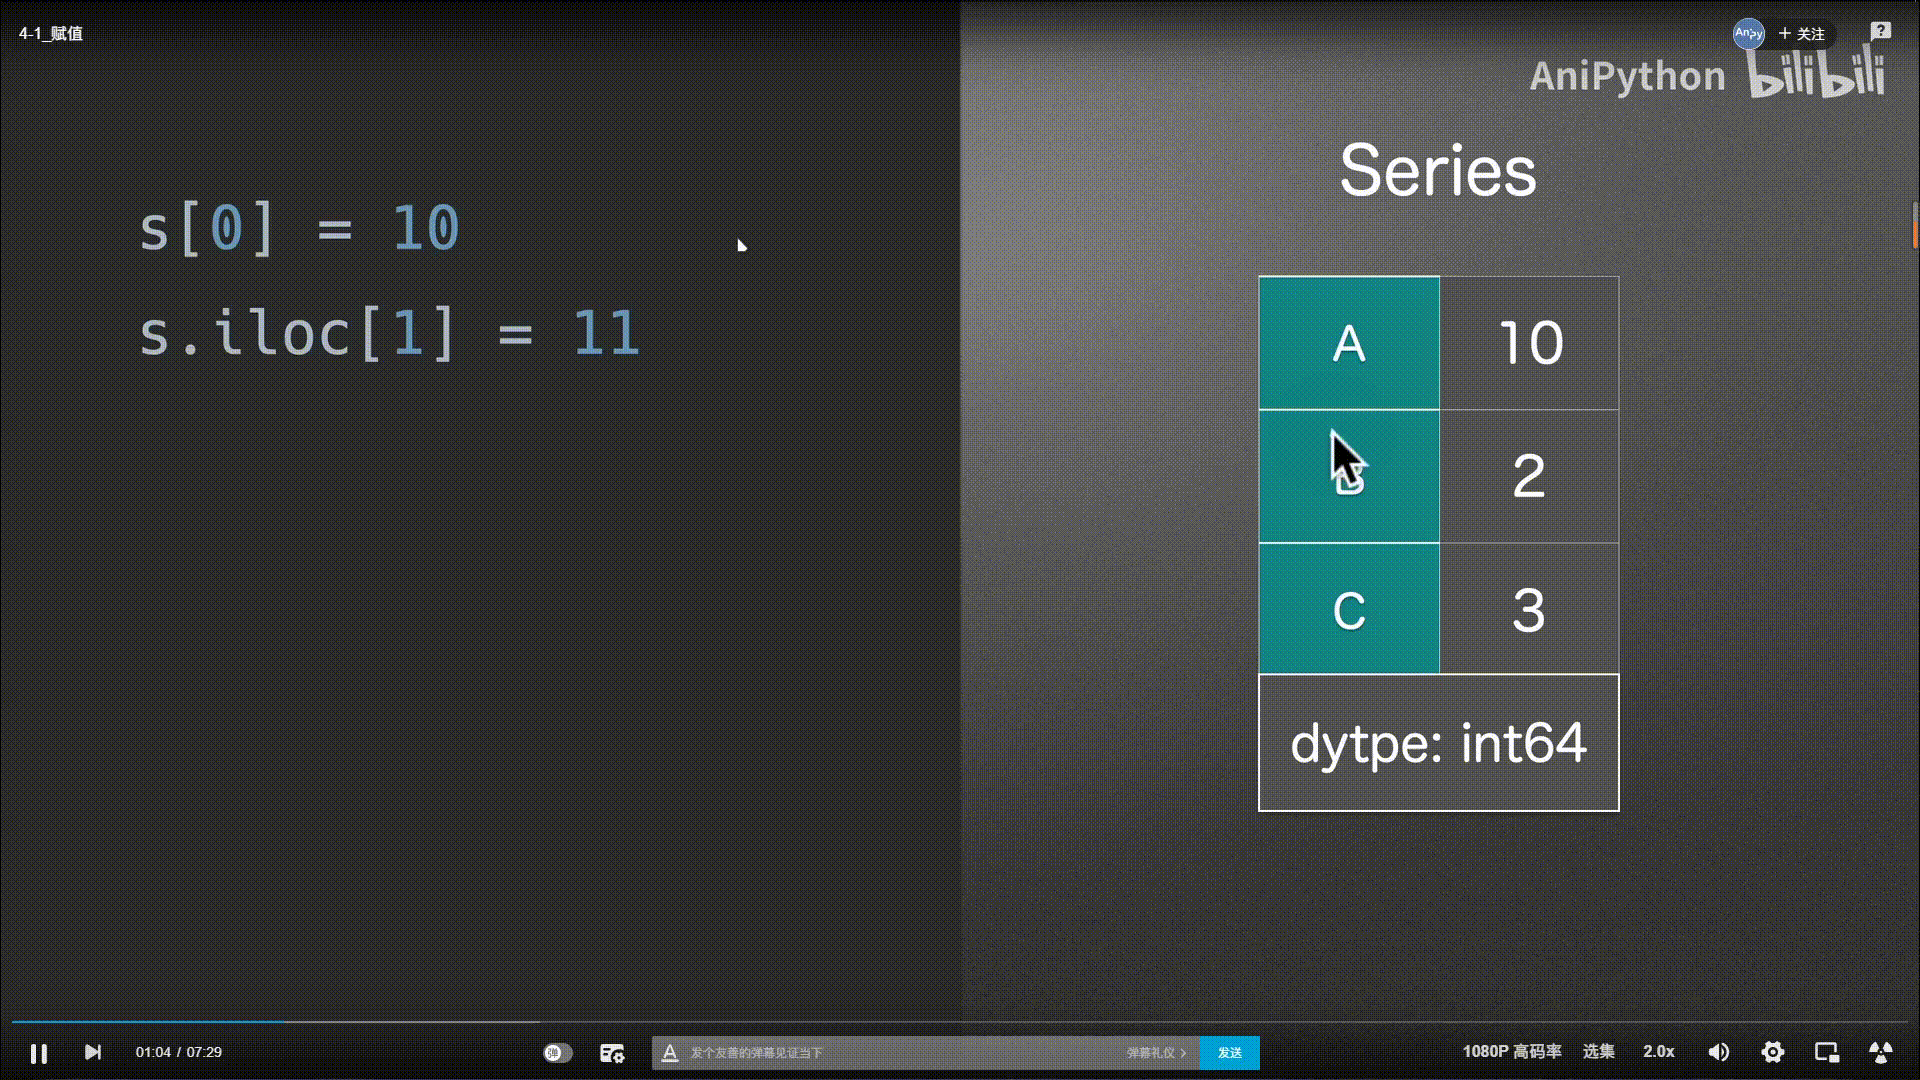 4-1_赋值
AnPy
+ 关注
AniPython bilibili
s[0] = 10
s.iloc[1] = 11
Series
A 10
B 2
C 3
dytpe: int64
01:04 / 07:29
弹
A 发个友善的弹幕见证当下
弹幕礼仪 >
发送
1080P 高码率
选集
2.0x